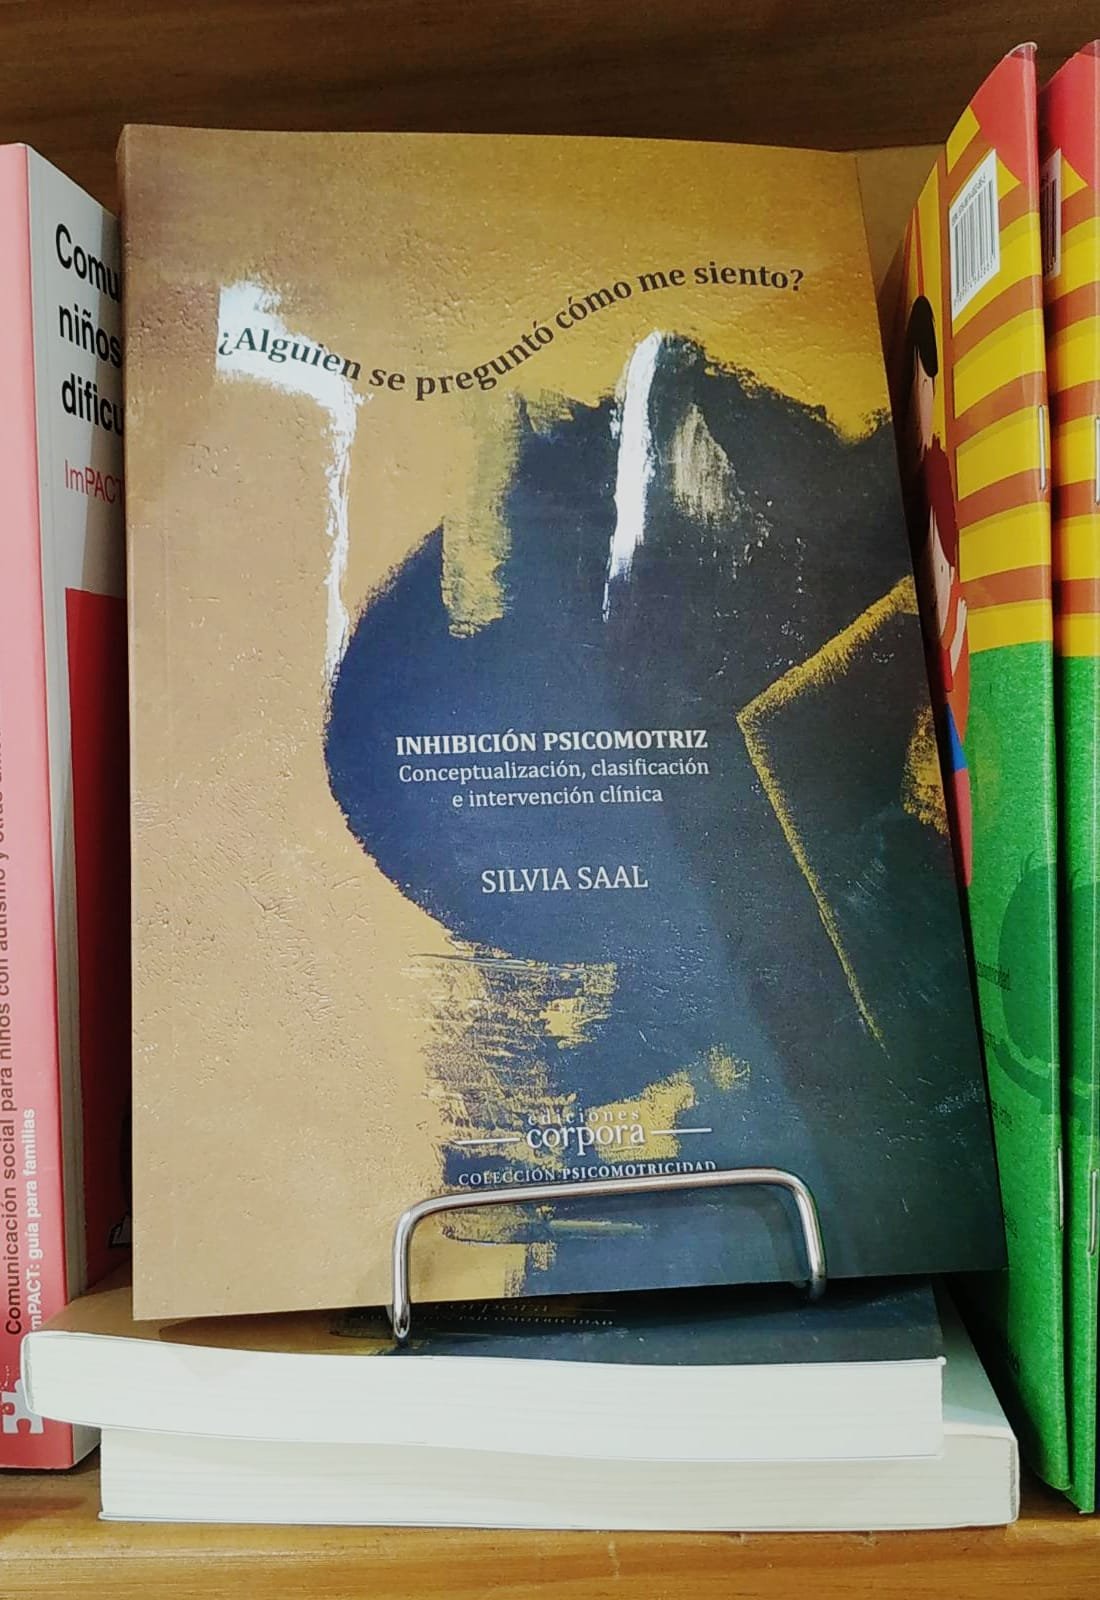 ¿Alguien se preguntó cómo me siento?
INHIBICIÓN PSICOMOTRIZ
Conceptualización, clasificación
e intervención clínica
SILVIA SAAL
ediciones
corpora
COLECCIÓN PSICOMOTRICIDAD
Comu
niños
dificu
ImPACT
Comunicación social para niños con autismo y otras
ImPACT: guía para familias
corpora